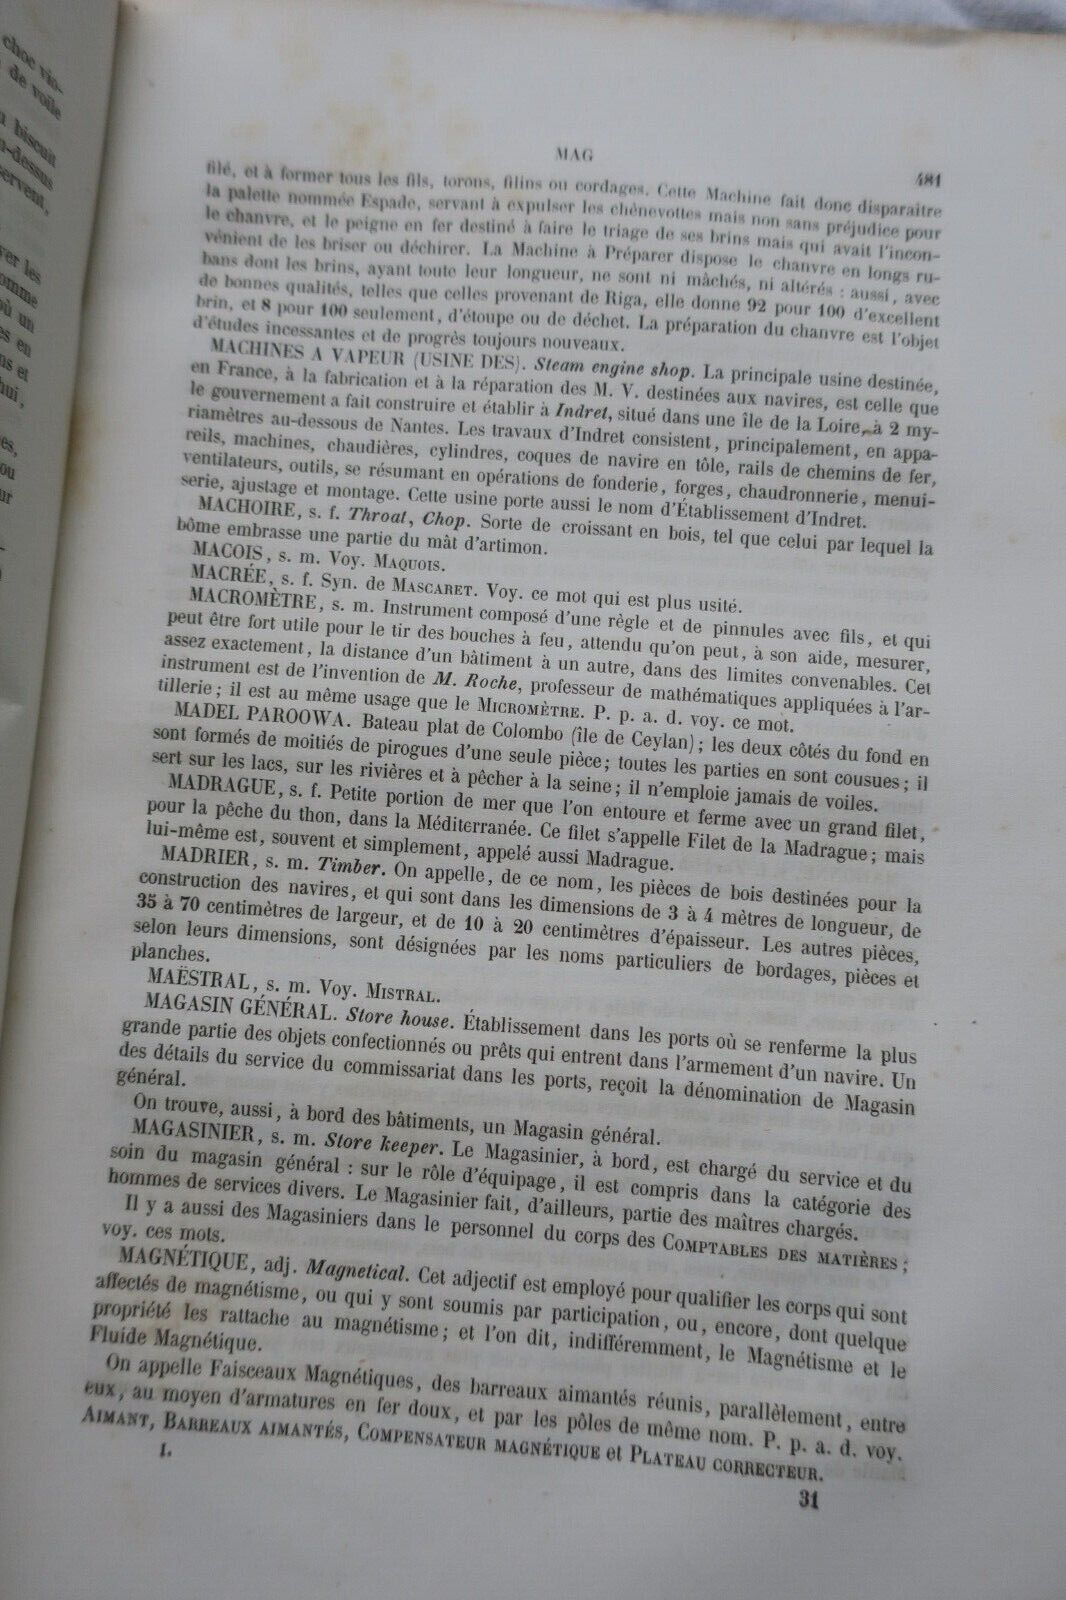 choc vio-
de voile
biscuit
-dessus
servent,
ver les
omme
où un
es en
ns et
hui,
es,
ou
ur
MAG
481
filé, et à former tous les fils, torons, filins ou cordages. Cette Machine fait donc disparaître
la palette nommée Espade, servant à expulser les chènevottes mais non sans préjudice pour
le chanvre, et le peigne en fer destiné à faire le triage de ses brins mais qui avait l'incon-
vénient de les briser ou déchirer. La Machine à Préparer dispose le chanvre en longs ru-
bans dont les brins, ayant toute leur longueur, ne sont ni mâchés, ni altérés : aussi, avec
de bonnes qualités, telles que celles provenant de Riga, elle donne 92 pour 100 d'excellent
brin, et 8 pour 100 seulement, d'étoupe ou de déchet. La préparation du chanvre est l'objet
d'études incessantes et de progrès toujours nouveaux.
MACHINES A VAPEUR (USINE DES). Steam engine shop. La principale usine destinée,
en France, à la fabrication et à la réparation des M. V. destinées aux navires, est celle que
le gouvernement a fait construire et établir à Indret, situé dans une île de la Loire, à 2 my-
riamètres au-dessous de Nantes. Les travaux d'Indret consistent, principalement, en appa-
reils, machines, chaudières, cylindres, coques de navire en tôle, rails de chemins de fer,
ventilateurs, outils, se résumant en opérations de fonderie, forges, chaudronnerie, menui-
serie, ajustage et montage. Cette usine porte aussi le nom d'Établissement d'Indret.
MACHOIRE, s. f. Throat, Chop. Sorte de croissant en bois, tel que celui par lequel la
bôme embrasse une partie du mât d'artimon.
MACOIS, s. m. Voy. MAQUOIS.
MACRÉE, s. f. Syn. de MASCARET. Voy. ce mot qui est plus usité.
MACROMÈTRE, s. m. Instrument composé d'une règle et de pinnules avec fils, et qui
peut être fort utile pour le tir des bouches à feu, attendu qu'on peut, à son aide, mesurer,
assez exactement, la distance d'un bâtiment à un autre, dans des limites convenables. Cet
instrument est de l'invention de M. Roche, professeur de mathématiques appliquées à l'ar-
tillerie ; il est au même usage que le MICROMÈTRE. P. p. a. d. voy. ce mot.
MADEL PAROOWA. Bateau plat de Colombo (île de Ceylan) ; les deux côtés du fond en
sont formés de moitiés de pirogues d'une seule pièce ; toutes les parties en sont cousues ; il
sert sur les lacs, sur les rivières et à pêcher à la seine ; il n'emploie jamais de voiles.
MADRAGUE, s. f. Petite portion de mer que l'on entoure et ferme avec un grand filet,
pour la pêche du thon, dans la Méditerranée. Ce filet s'appelle Filet de la Madrague ; mais
lui-même est, souvent et simplement, appelé aussi Madrague.
MADRIER, s. m. Timber. On appelle, de ce nom, les pièces de bois destinées pour la
construction des navires, et qui sont dans les dimensions de 3 à 4 mètres de longueur, de
35 à 70 centimètres de largeur, et de 10 à 20 centimètres d'épaisseur. Les autres pièces,
selon leurs dimensions, sont désignées par les noms particuliers de bordages, pièces et
planches.
MAËSTRAL, s. m. Voy. MISTRAL.
MAGASIN GÉNÉRAL. Store house. Établissement dans les ports où se renferme la plus
grande partie des objets confectionnés ou prêts qui entrent dans l'armement d'un navire. Un
des détails du service du commissariat dans les ports, reçoit la dénomination de Magasin
général.
On trouve, aussi, à bord des bâtiments, un Magasin général.
MAGASINIER, s. m. Store keeper. Le Magasinier, à bord, est chargé du service et du
soin du magasin général : sur le rôle d'équipage, il est compris dans la catégorie des
hommes de services divers. Le Magasinier fait, d'ailleurs, partie des maîtres chargés.
Il y a aussi des Magasiniers dans le personnel du corps des COMPTABLES DES MATIÈRES ;
voy. ces mots.
MAGNÉTIQUE, adj. Magnetical. Cet adjectif est employé pour qualifier les corps qui sont
affectés de magnétisme, ou qui y sont soumis par participation, ou, encore, dont quelque
propriété les rattache au magnétisme ; et l'on dit, indifféremment, le Magnétisme et le
Fluide Magnétique.
On appelle Faisceaux Magnétiques, des barreaux aimantés réunis, parallèlement, entre
eux, au moyen d'armatures en fer doux, et par les pôles de même nom. P. p. a. d. voy.
AIMANT, BARREAUX AIMANTÉS, COMPENSATEUR MAGNÉTIQUE et PLATEAU CORRECTEUR.
I.
31